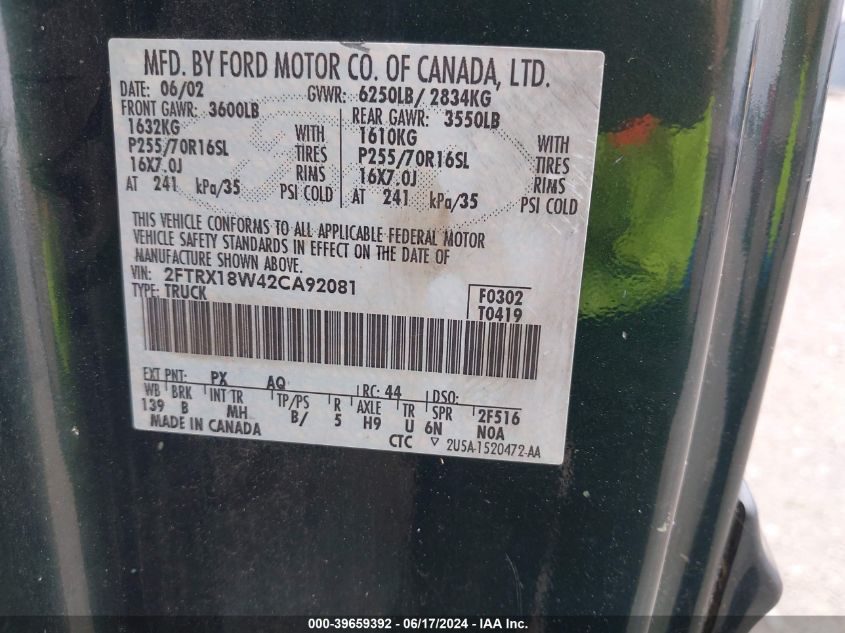 MFD. BY FORD MOTOR CO. OF CANADA, LTD.
DATE: 06/02 GVWR: 6250LB/ 2834KG
FRONT GAWR: 3600LB REAR GAWR: 3550LB
1632KG WITH 1610KG WITH
P255/70R16SL TIRES P255/70R16SL TIRES
16X7.0J RIMS 16X7.0J RIMS
AT 241 kPa/35 PSI COLD AT 241 kPa/35 PSI COLD
THIS VEHICLE CONFORMS TO ALL APPLICABLE FEDERAL MOTOR
VEHICLE SAFETY STANDARDS IN EFFECT ON THE DATE OF
MANUFACTURE SHOWN ABOVE.
VIN: 2FTRX18W42CA92081
TYPE: TRUCK
F0302
T0419
EXT PNT: PX AQ RC: 44 DSO:
WB BRK INT TR TP/PS R AXLE TR SPR 2F516
139 B MH B/ 5 H9 U 6N N0A
MADE IN CANADA CTC ▽ 2U5A-1520472-AA
000-39659392 - 06/17/2024 - IAA Inc.